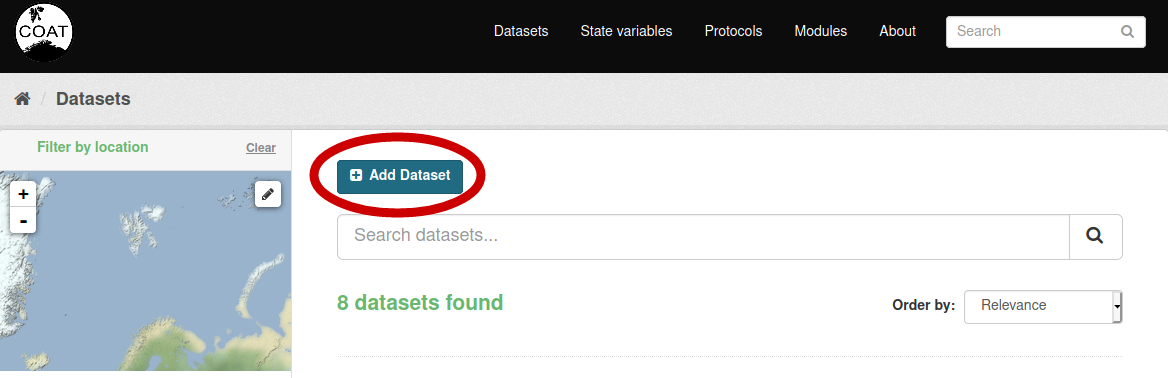 COAT
Datasets State variables Protocols Modules About Search
/ Datasets
Filter by location Clear
+
-
Add Dataset
Search datasets...
8 datasets found
Order by: Relevance